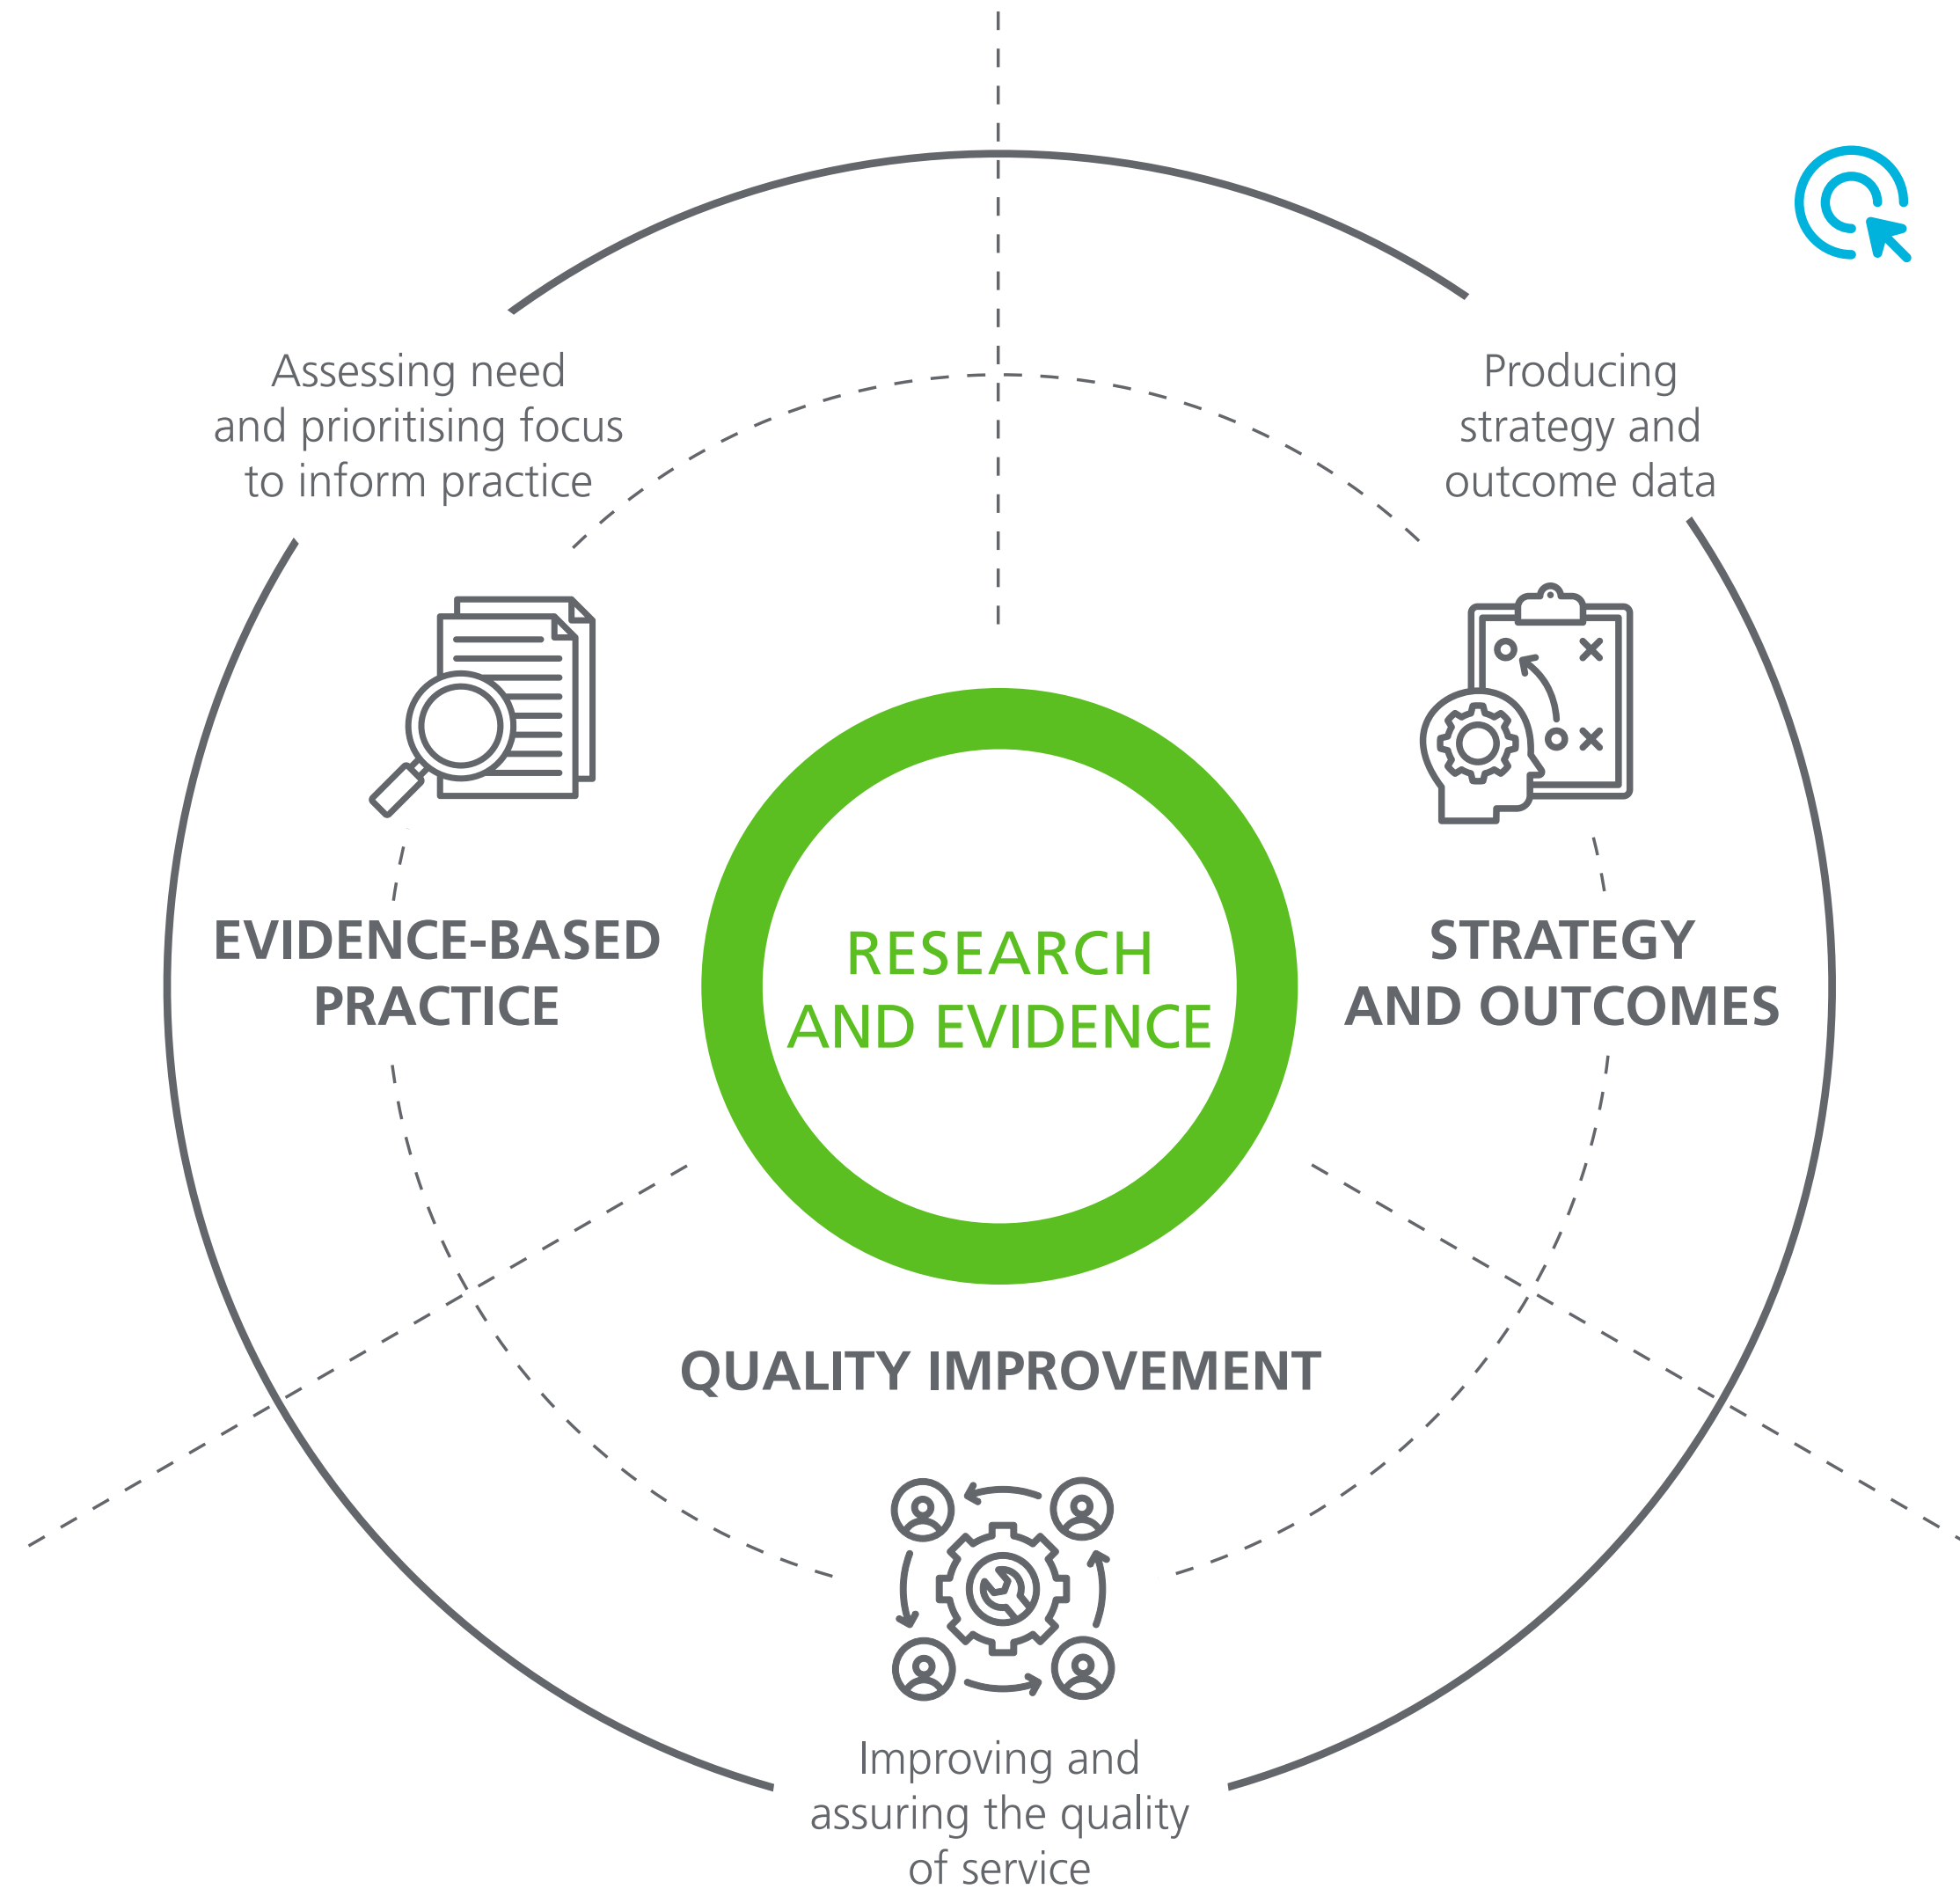 Assessing need
and prioritising focus
to inform practice
Producing
strategy and
outcome data
EVIDENCE-BASED
PRACTICE
RESEARCH
AND EVIDENCE
STRATEGY
AND OUTCOMES
QUALITY IMPROVEMENT
Improving and
assuring the quality
of service